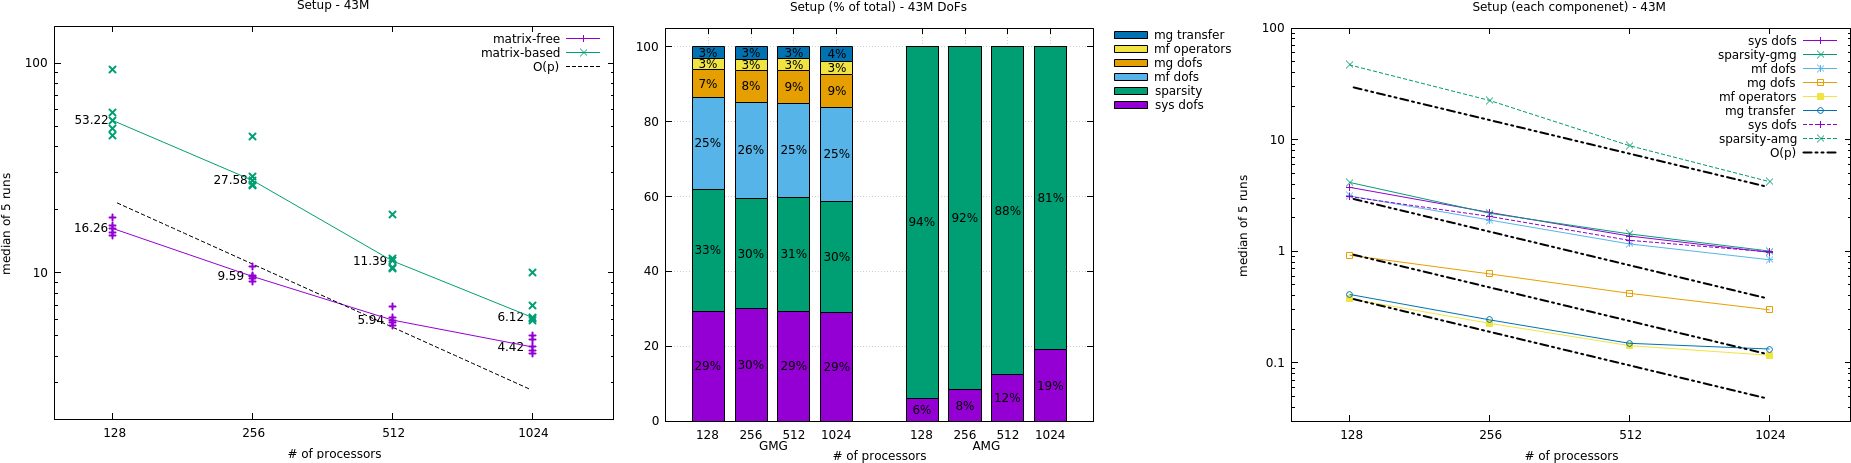 Setup - 43M
matrix-free
matrix-based
O(p)
100
10
53.22
27.58
11.39
6.12
16.26
9.59
5.94
4.42
median of 5 runs
128
256
512
1024
# of processors
Setup (% of total) - 43M DoFs
100
80
60
40
20
0
3%
3%
3%
4%
3%
3%
3%
3%
7%
8%
9%
9%
25%
26%
25%
25%
33%
30%
31%
30%
29%
30%
29%
29%
94%
92%
88%
81%
6%
8%
12%
19%
128
256
512
1024
128
256
512
1024
GMG
AMG
# of processors
mg transfer
mf operators
mg dofs
mf dofs
sparsity
sys dofs
Setup (each componenet) - 43M
100
10
1
0.1
median of 5 runs
sys dofs
sparsity-gmg
mf dofs
mg dofs
mf operators
mg transfer
sys dofs
sparsity-amg
O(p)
128
256
512
1024
# of processors